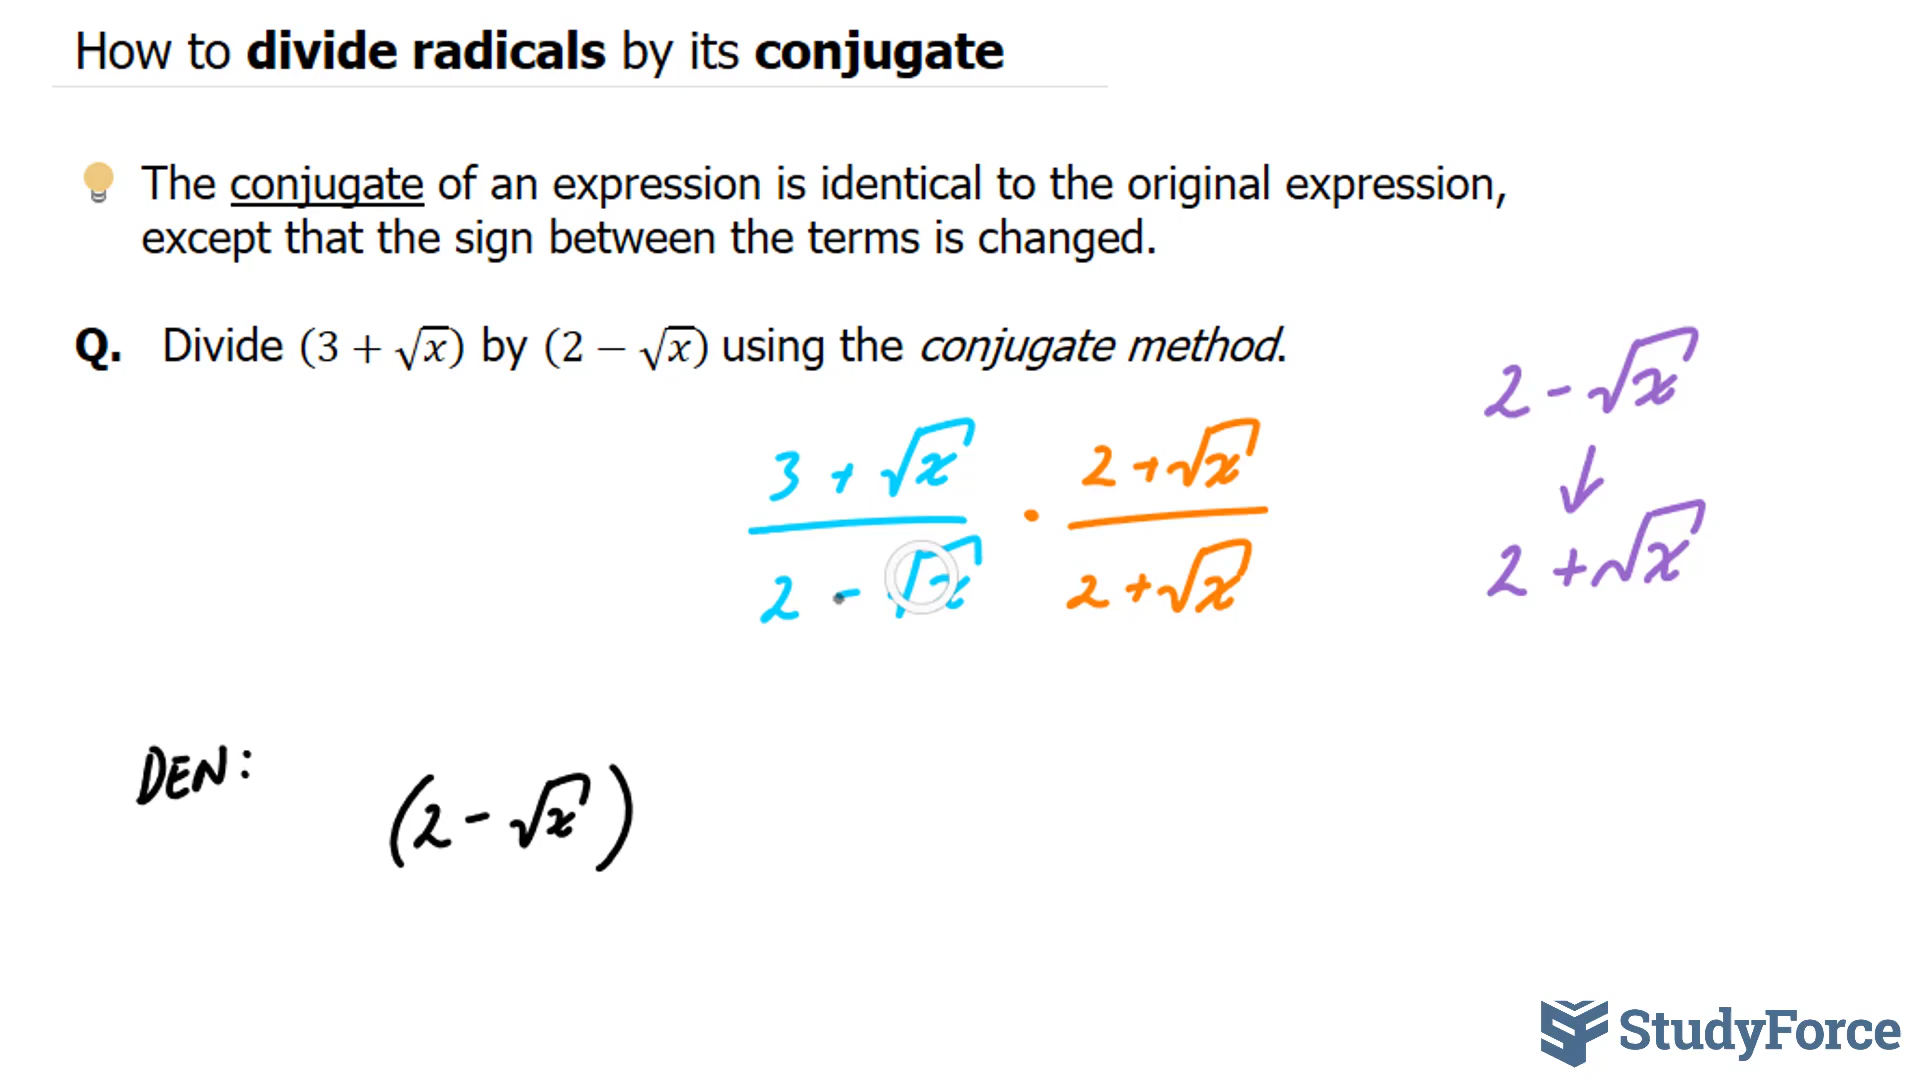 How to divide radicals by its conjugate
The conjugate of an expression is identical to the original expression,
except that the sign between the terms is changed.
Q. Divide (3 + √x) by (2 − √x) using the conjugate method.
2 - √x
↓
2 + √x
3 + √x / 2 - √x · 2 + √x / 2 + √x
DEN: (2 - √x)
StudyForce